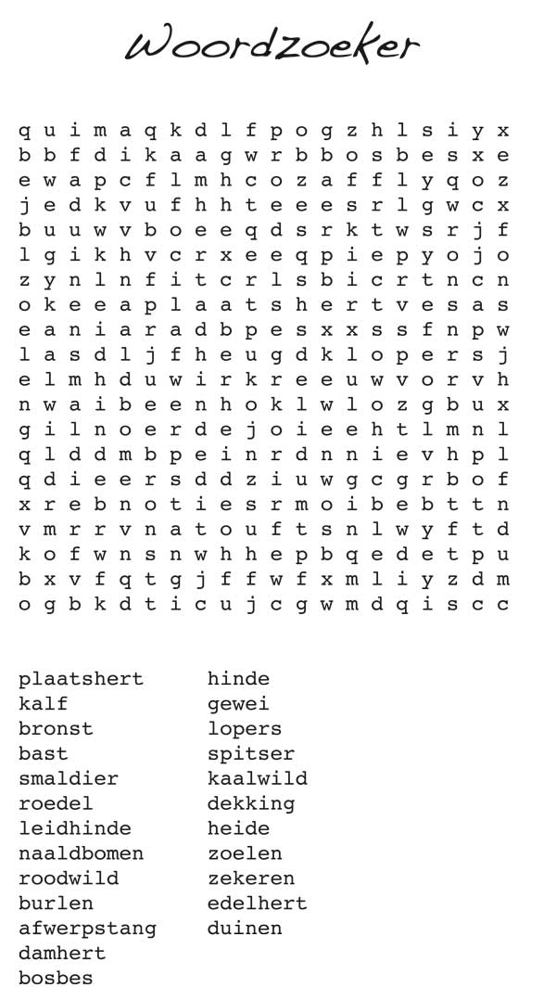 Woordzoeker
q u i m a q k d l f p o g z h l s i y x
b b f d i k a a g w r b b o s b e s x e
e w a p c f l m h c o z a f f l y q o z
j e d k v u f h h t e e e s r l g w c x
b u u w v b o e e q d s r k t w s r j f
l g i k h v c r x e e q p i e p y o j o
z y n l n f i t c r l s b i c r t n c n
o k e e a p l a a t s h e r t v e s a s
e a n i a r a d b p e s x x s s f n p w
l a s d l j f h e u g d k l o p e r s j
e l m h d u w i r k r e e u w v o r v h
n w a i b e e n h o k l w l o z g b u x
g i l n o e r d e j o i e e h t l m n l
q l d d m b p e i n r d n n i e v h p l
q d i e e r s d d z i u w g c g r b o f
x r e b n o t i e s r m o i b e b t t n
v m r r v n a t o u f t s n l w y f t d
k o f w n s n w h h e p b q e d e t p u
b x v f q t g j f f w f x m l i y z d m
o g b k d t i c u j c g w m d q i s c c
plaatshert hinde
kalf gewei
bronst lopers
bast spitser
smaldier kaalwild
roedel dekking
leidhinde heide
naaldbomen zoelen
roodwild zekeren
burlen edelhert
afwerpstang duinen
damhert
bosbes